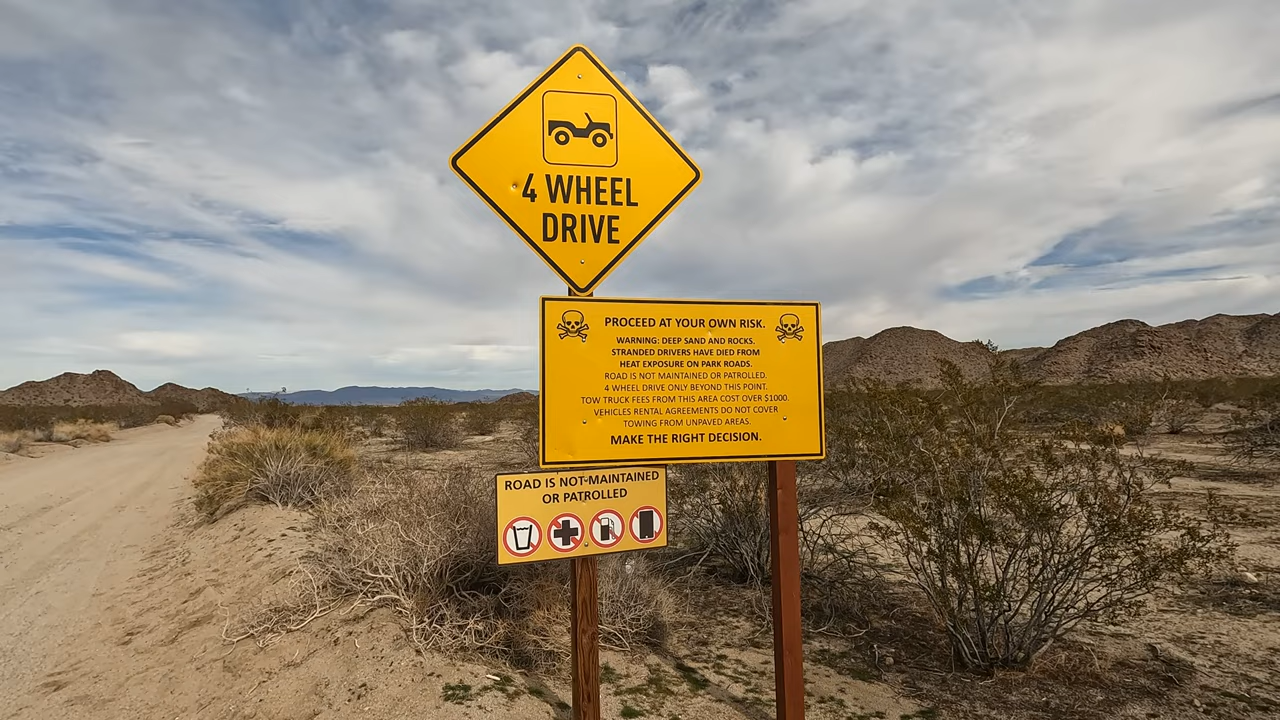 4 WHEEL
DRIVE
PROCEED AT YOUR OWN RISK.
WARNING: DEEP SAND AND ROCKS.
STRANDED DRIVERS HAVE DIED FROM
HEAT EXPOSURE ON PARK ROADS.
ROAD IS NOT MAINTAINED OR PATROLLED.
4 WHEEL DRIVE ONLY BEYOND THIS POINT.
TOW TRUCK FEES FROM THIS AREA COST OVER $1000.
VEHICLES RENTAL AGREEMENTS DO NOT COVER
TOWING FROM UNPAVED AREAS.
MAKE THE RIGHT DECISION.
ROAD IS NOT MAINTAINED
OR PATROLLED